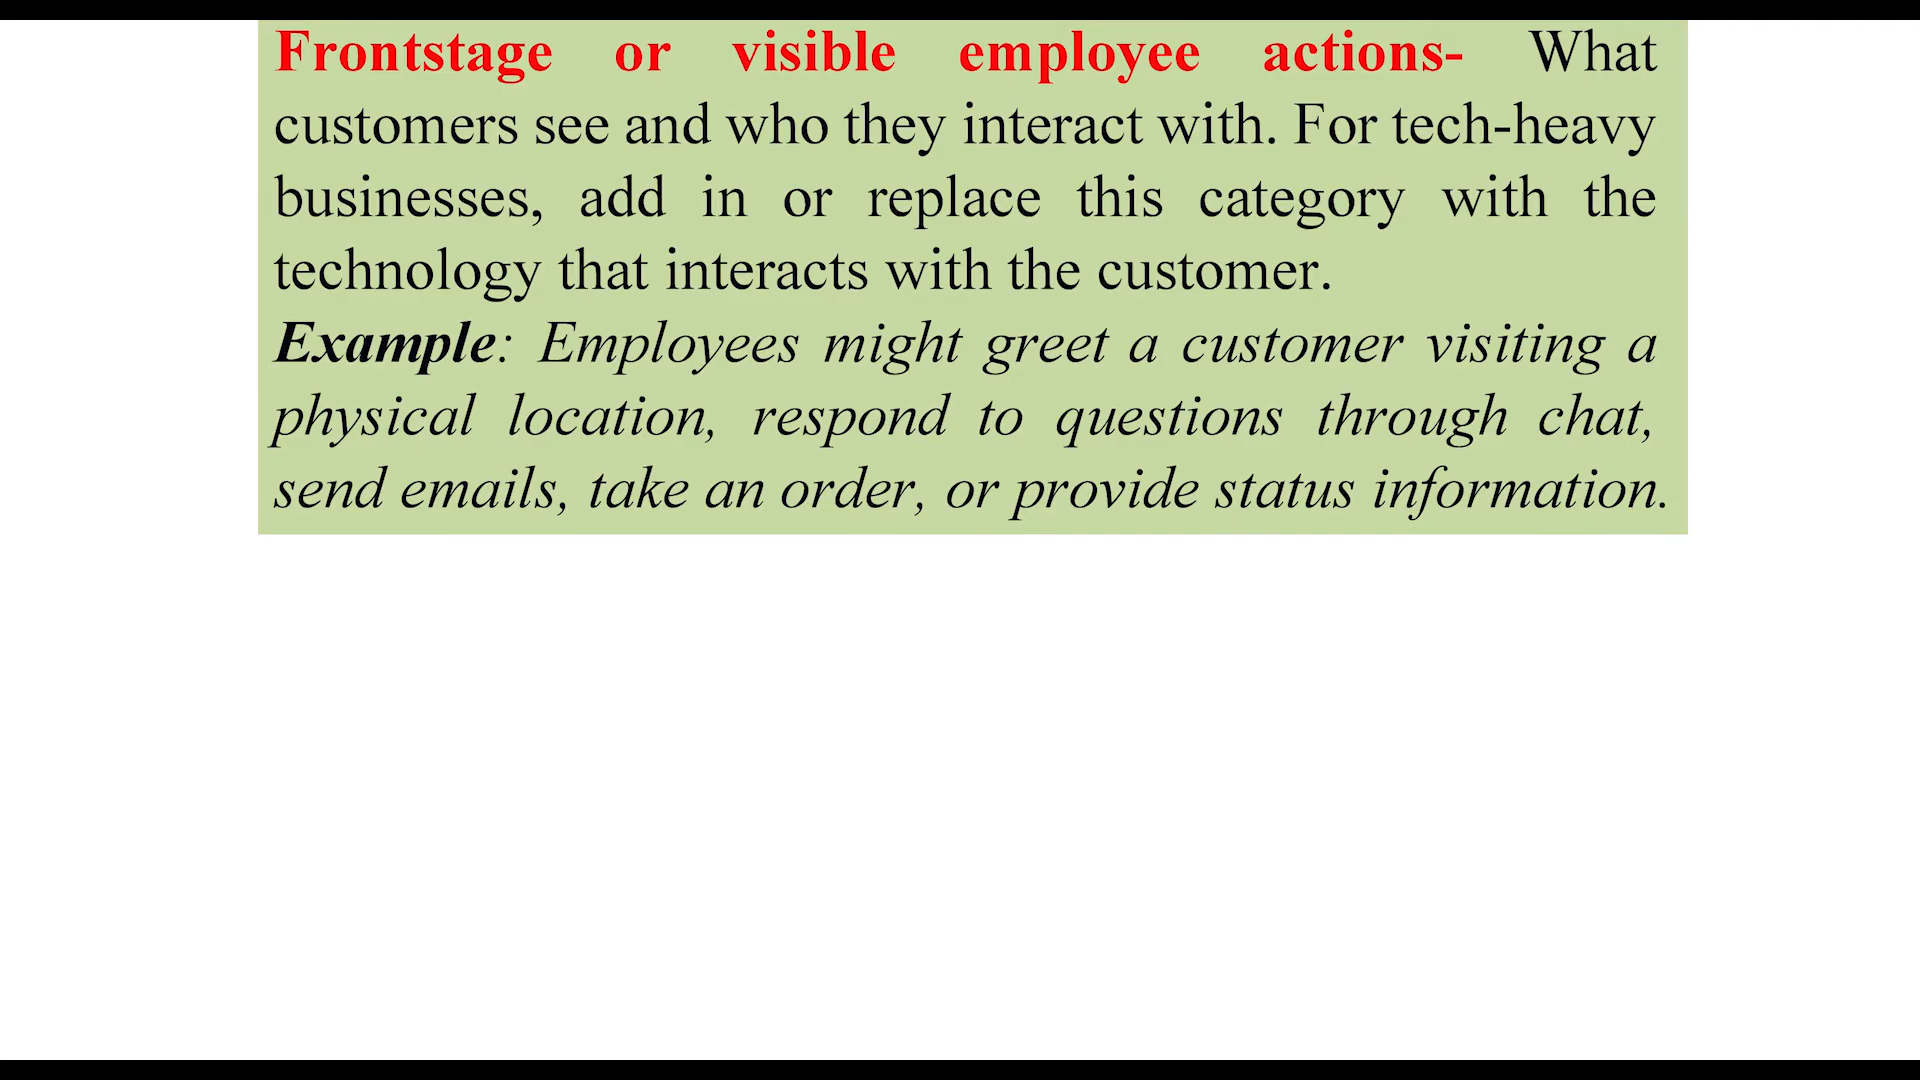 Frontstage or visible employee actions- What
customers see and who they interact with. For tech-heavy
businesses, add in or replace this category with the
technology that interacts with the customer.
Example: Employees might greet a customer visiting a
physical location, respond to questions through chat,
send emails, take an order, or provide status information.